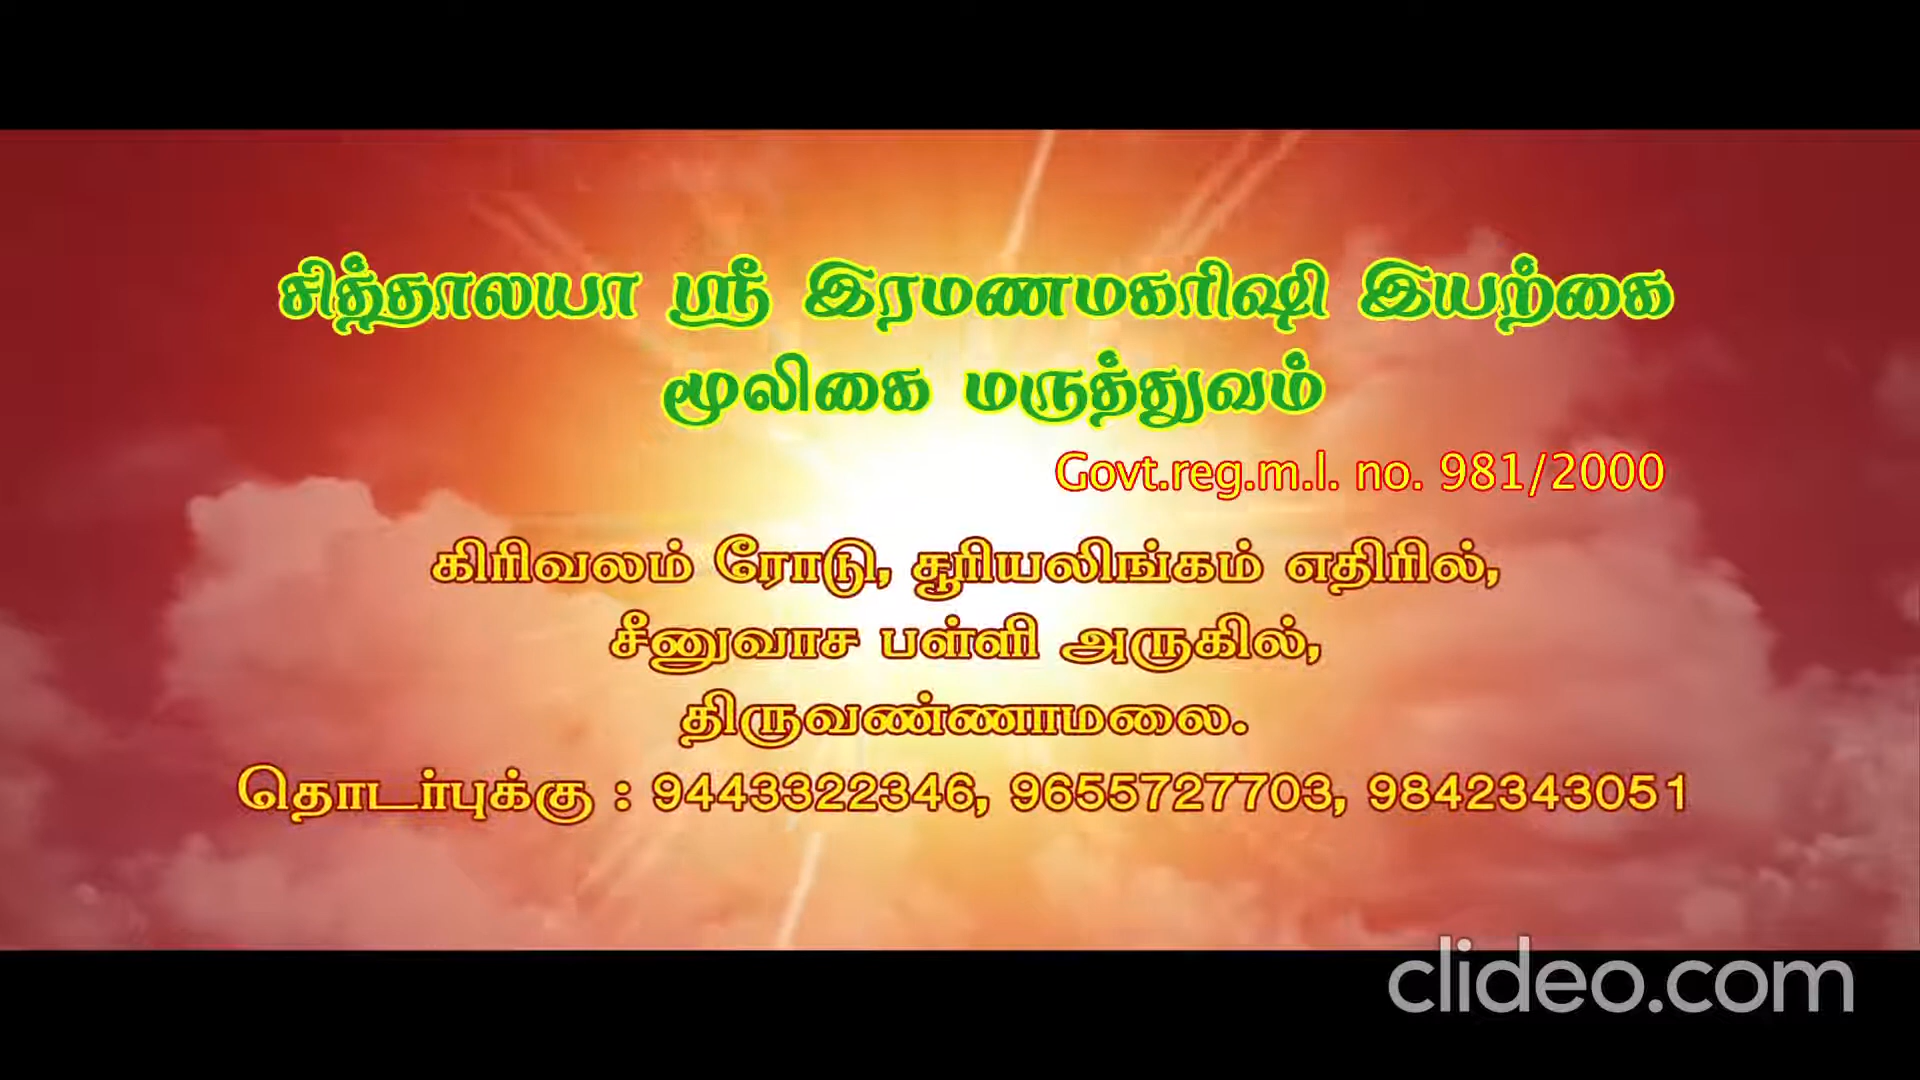 சித்தாலயா ஸ்ரீ இரமணமகரிஷி இயற்கை
மூலிகை மருத்துவம்
Govt.reg.m.l. no. 981/2000
கிரிவலம் ரோடு, சூரியலிங்கம் எதிரில்,
சீனுவாச பள்ளி அருகில்,
திருவண்ணாமலை.
தொடர்புக்கு : 9443322346, 9655727703, 9842343051
clideo.com